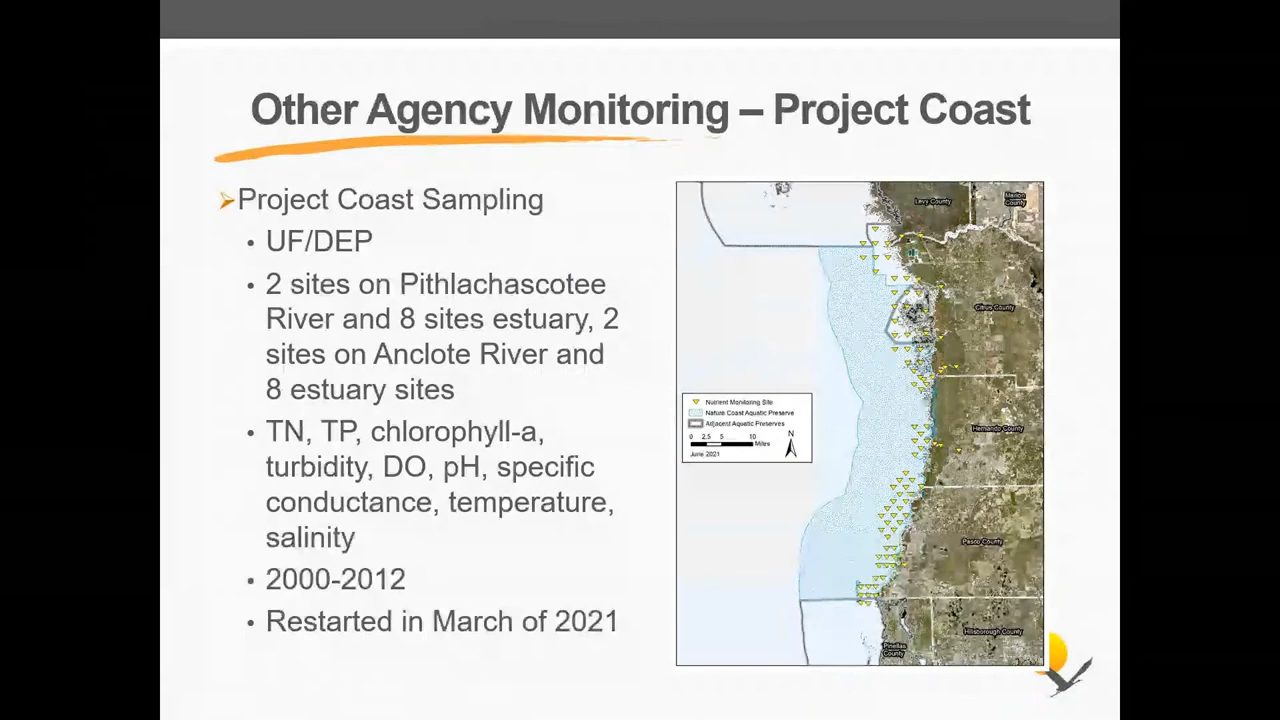 Other Agency Monitoring – Project Coast
Project Coast Sampling
• UF/DEP
• 2 sites on Pithlachascotee
River and 8 sites estuary, 2
sites on Anclote River and
8 estuary sites
• TN, TP, chlorophyll-a,
turbidity, DO, pH, specific
conductance, temperature,
salinity
• 2000-2012
• Restarted in March of 2021
Levy County
Marion
County
Citrus County
Nutrient Monitoring Site
Nature Coast Aquatic Preserve
Adjacent Aquatic Preserves
0 2.5 5 10
Miles
N
June 2021
Hernando County
Pasco County
Hillsborough County
Pinellas
County